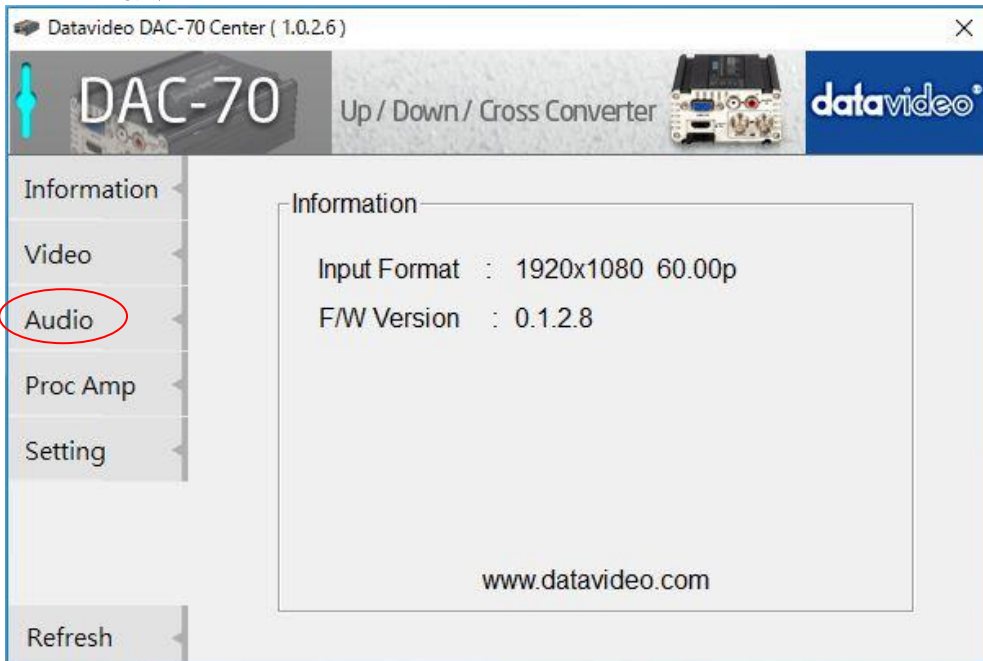 Datavideo DAC-70 Center ( 1.0.2.6 )
DAC-70
Up / Down / Cross Converter
datavideo®
Information
Video
Audio
Proc Amp
Setting
Refresh
Information
Input Format : 1920x1080 60.00p
F/W Version : 0.1.2.8
www.datavideo.com